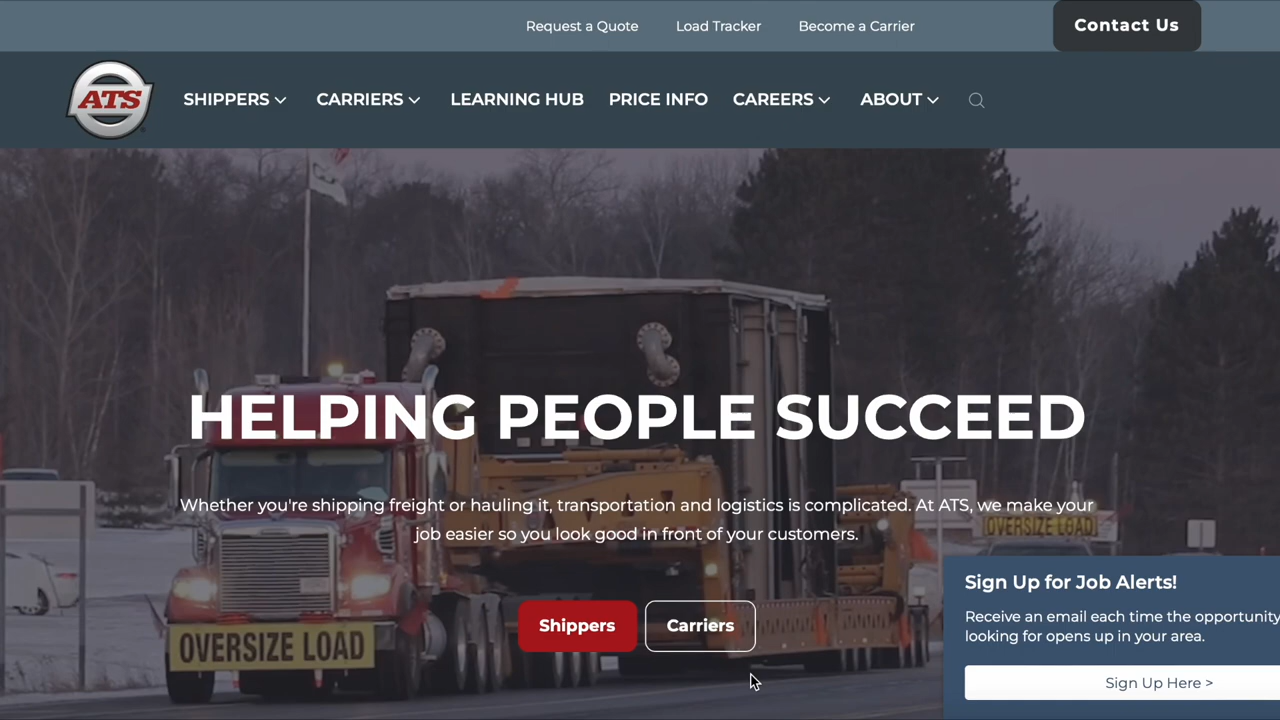 Request a Quote
Load Tracker
Become a Carrier
Contact Us
ATS
SHIPPERS
CARRIERS
LEARNING HUB
PRICE INFO
CAREERS
ABOUT
HELPING PEOPLE SUCCEED
Whether you're shipping freight or hauling it, transportation and logistics is complicated. At ATS, we make your
job easier so you look good in front of your customers.
Shippers
Carriers
OVERSIZE LOAD
OVERSIZE LOAD
Sign Up for Job Alerts!
Receive an email each time the opportunity
looking for opens up in your area.
Sign Up Here >